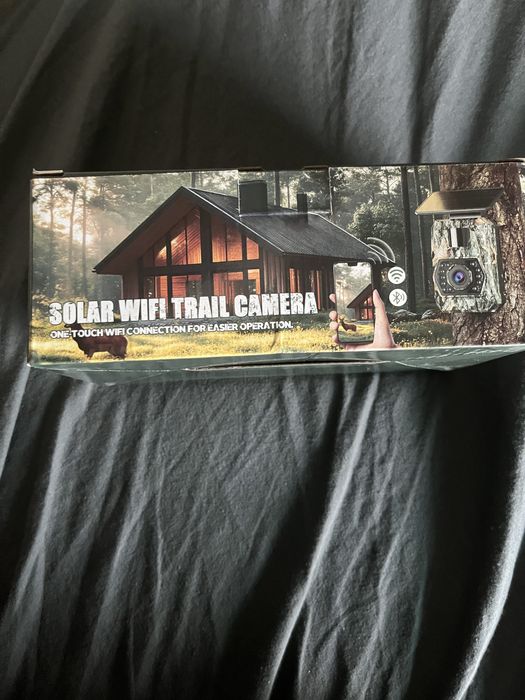 SOLAR WIFI TRAIL CAMERA
ONE-TOUCH WIFI CONNECTION FOR EASIER OPERATION.